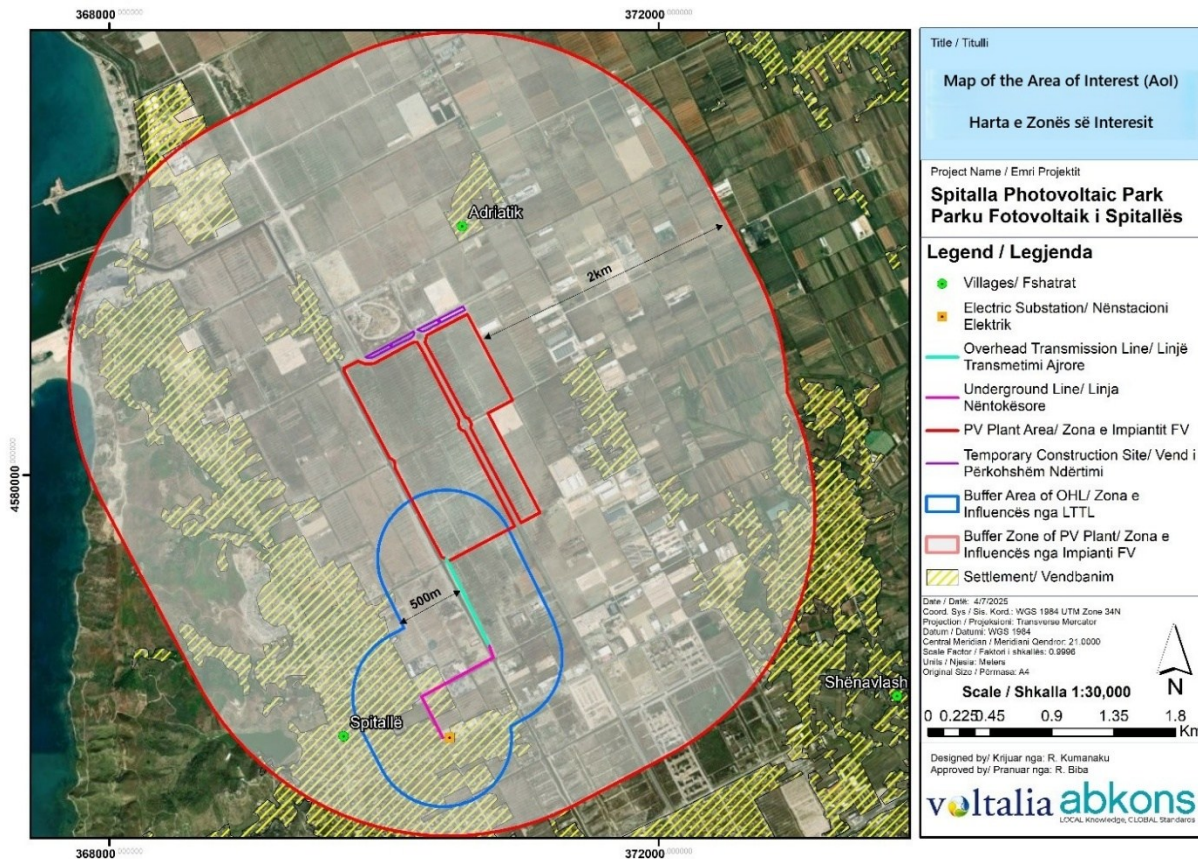 368000 000000
372000 000000
4580000 000000
Adriatik
2km
500m
Spitallë
Shënavlash
368000 000000
372000 000000
Title / Titulli
Map of the Area of Interest (AoI)
Harta e Zonës së Interesit
Project Name / Emri Projektit
Spitalla Photovoltaic Park
Parku Fotovoltaik i Spitallës
Legend / Legjenda
Villages/ Fshatrat
Electric Substation/ Nënstacioni
Elektrik
Overhead Transmission Line/ Linjë
Transmetimi Ajrore
Underground Line/ Linja
Nëntokësore
PV Plant Area/ Zona e Impiantit FV
Temporary Construction Site/ Vend i
Përkohshëm Ndërtimi
Buffer Area of OHL/ Zona e
Influencës nga LTTL
Buffer Zone of PV Plant/ Zona e
Influencës nga Impianti FV
Settlement/ Vendbanim
Date / Datë: 4/7/2025
Coord. Sys / Sis. Kord.: WGS 1984 UTM Zone 34N
Projection / Projeksioni: Transverse Mercator
Datum / Datumi: WGS 1984
Central Meridian / Meridiani Qendror: 21.0000
Scale Factor / Faktori i shkallës: 0.9996
Units / Njesia: Meters
Original Size / Përmasa: A4
N
Scale / Shkalla 1:30,000
0 0.225 0.45 0.9 1.35 1.8
Km
Designed by/ Krijuar nga: R. Kumanaku
Approved by/ Pranuar nga: R. Biba
voltalia abkons
LOCAL Knowledge, GLOBAL Standards